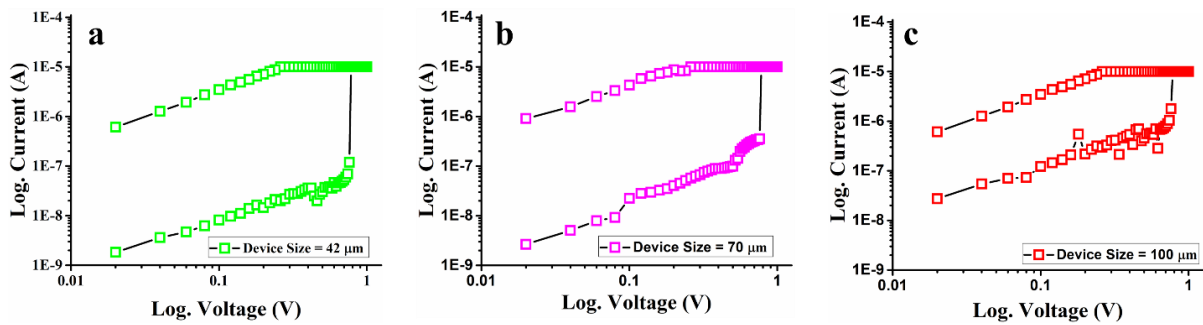 a
1E-4
1E-5
1E-6
1E-7
1E-8
1E-9
Log. Current (A)
0.01
0.1
1
Log. Voltage (V)
Device Size = 42 μm
b
1E-4
1E-5
1E-6
1E-7
1E-8
1E-9
Log. Current (A)
0.01
0.1
1
Log. Voltage (V)
Device Size = 70 μm
c
1E-4
1E-5
1E-6
1E-7
1E-8
1E-9
Log. Current (A)
0.01
0.1
1
Log. Voltage (V)
Device Size = 100 μm